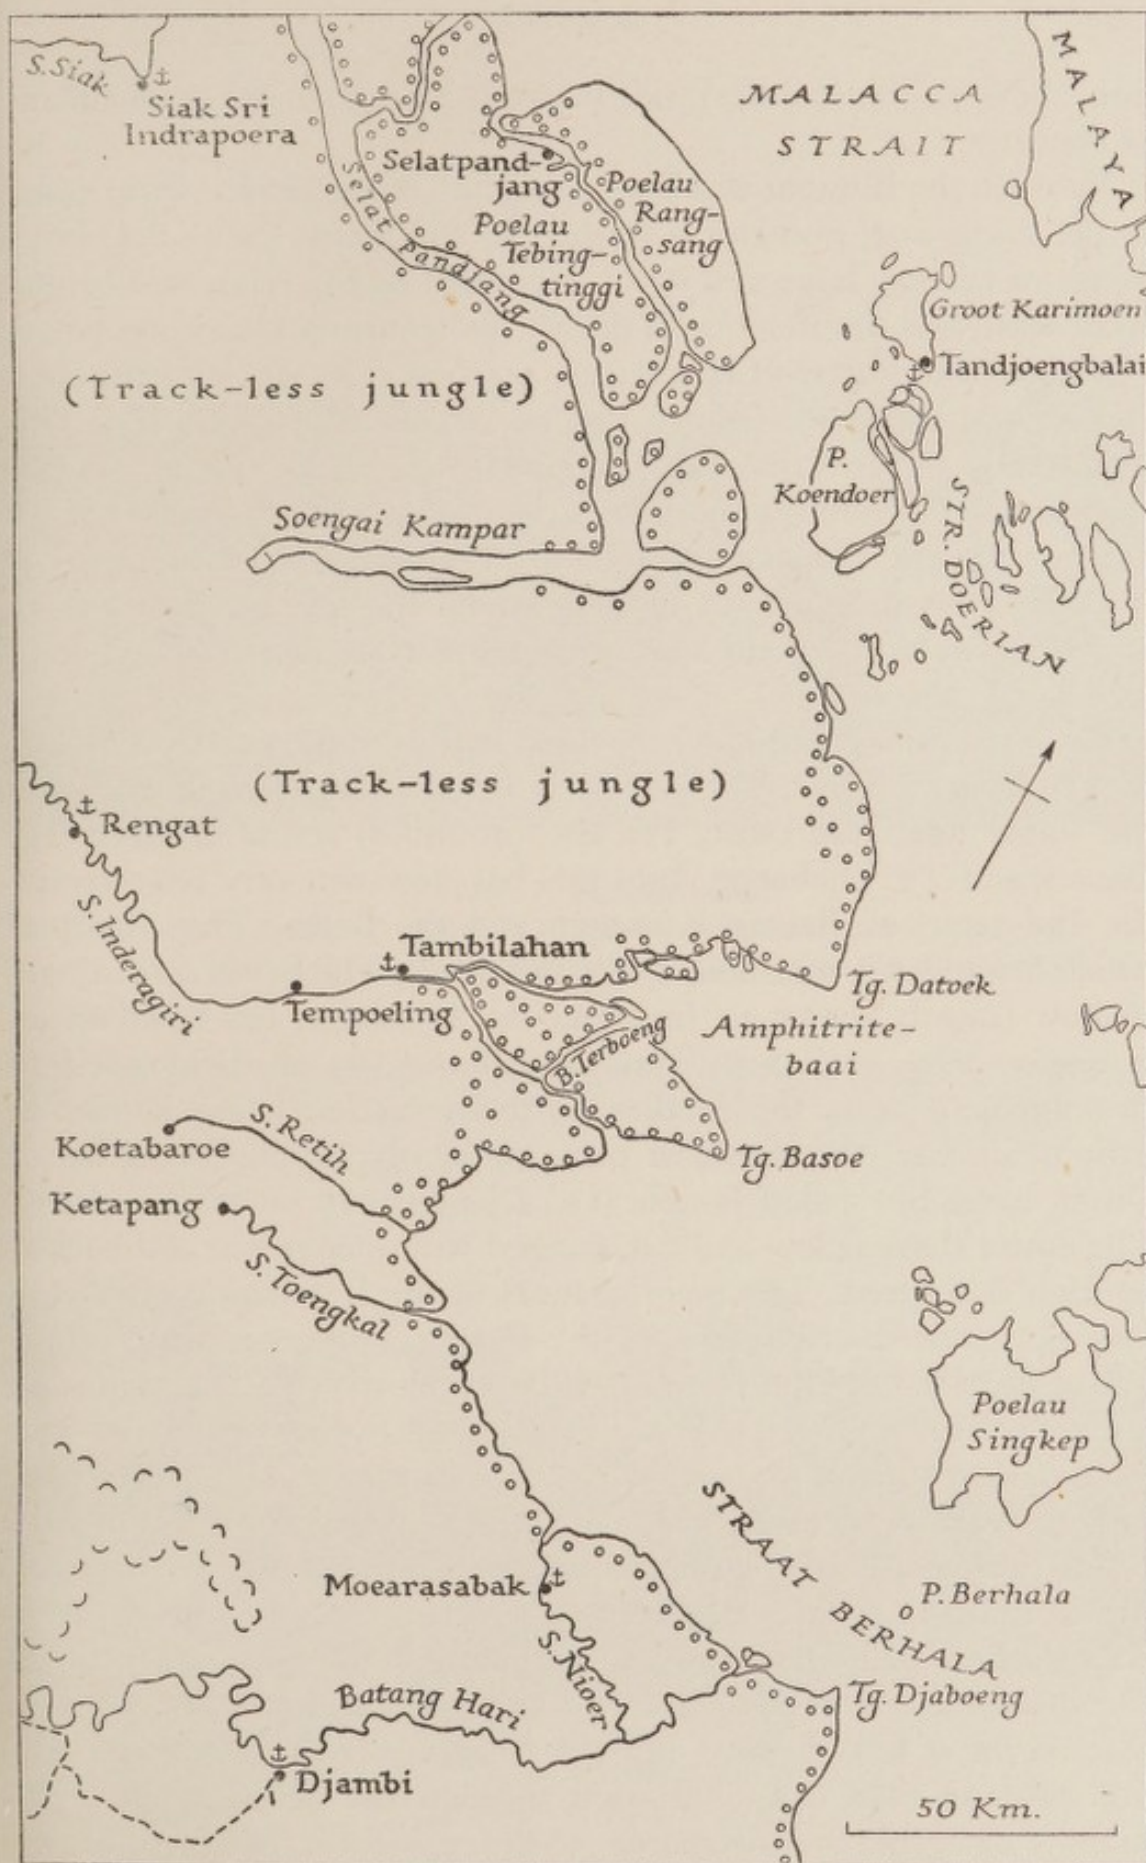 S. Siak
Siak Sri
Indrapoera
MALACCA
STRAIT
MALAYA
Selatpand-
jang
Poelau
Rang-
sang
Poelau
Tebing-
tinggi
Selat Pandjang
Groot Karimoen
Tandjoengbalai
(Track-less jungle)
P.
Koendoer
STR. DOERIAN
Soengai Kampar
(Track-less jungle)
Rengat
S. Inderagiri
Tambilahan
Tempoeling
Tg. Datoek
B. Terboeng
Amphitrite-
baai
Koetabaroe
S. Retih
Tg. Basoe
Ketapang
S. Toengkal
Poelau
Singkep
STRAAT BERHALA
P. Berhala
Moearasabak
S. Nioer
Batang Hari
Tg. Djaboeng
Djambi
50 Km.